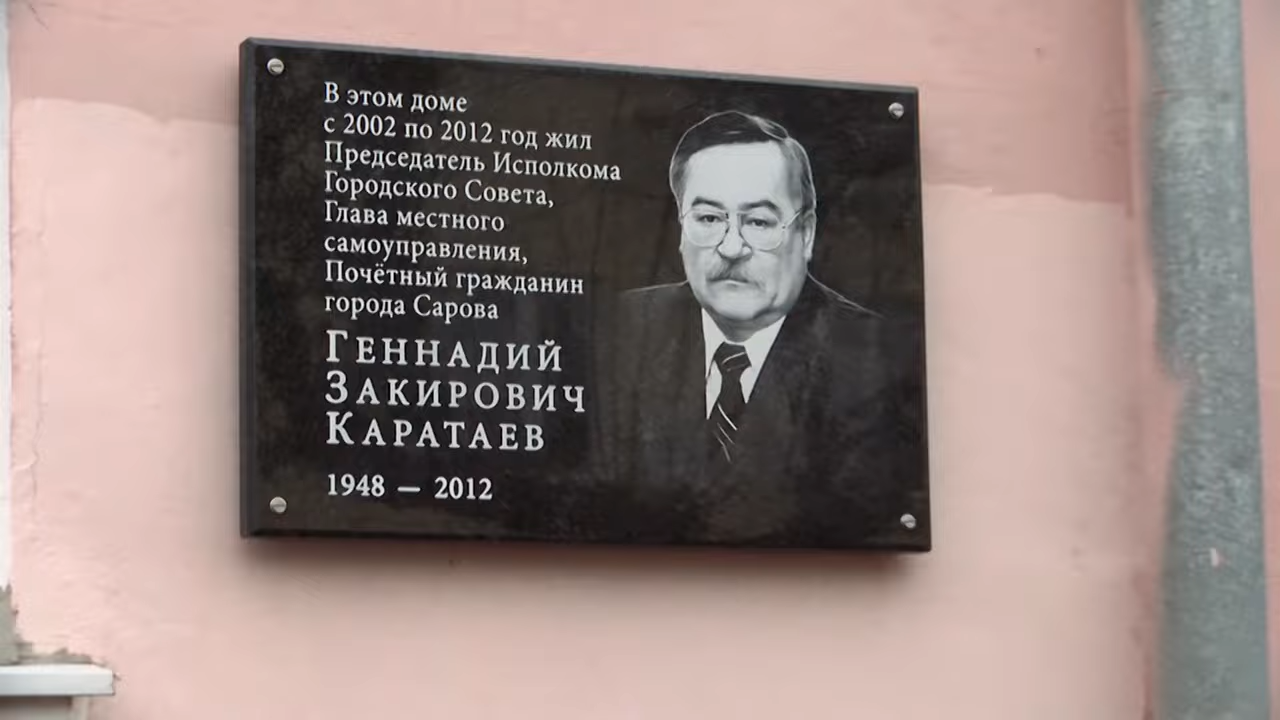 В этом доме
с 2002 по 2012 год жил
Председатель Исполкома
Городского Совета,
Глава местного
самоуправления,
Почётный гражданин
города Сарова
ГЕННАДИЙ
ЗАКИРОВИЧ
КАРАТАЕВ
1948 — 2012